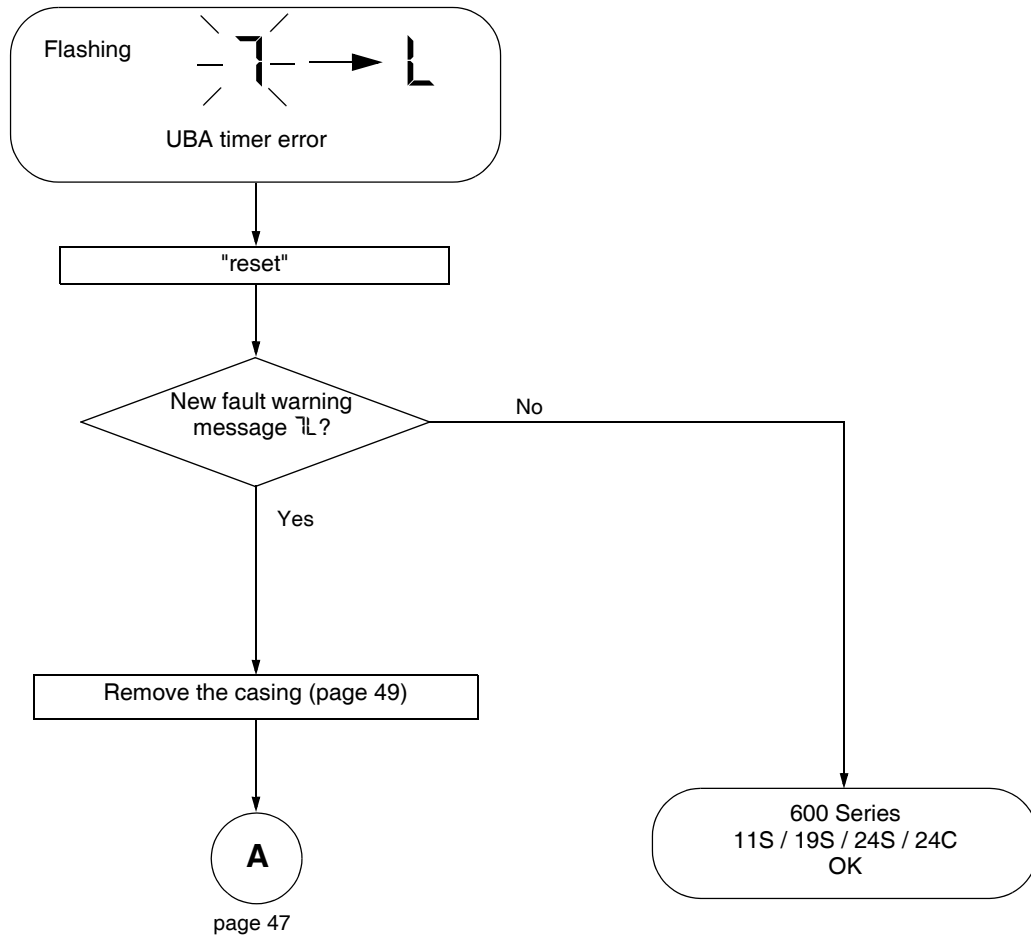 Flashing
7 L
UBA timer error
"reset"
New fault warning
message 7L?
No
Yes
Remove the casing (page 49)
A
page 47
600 Series
11S / 19S / 24S / 24C
OK